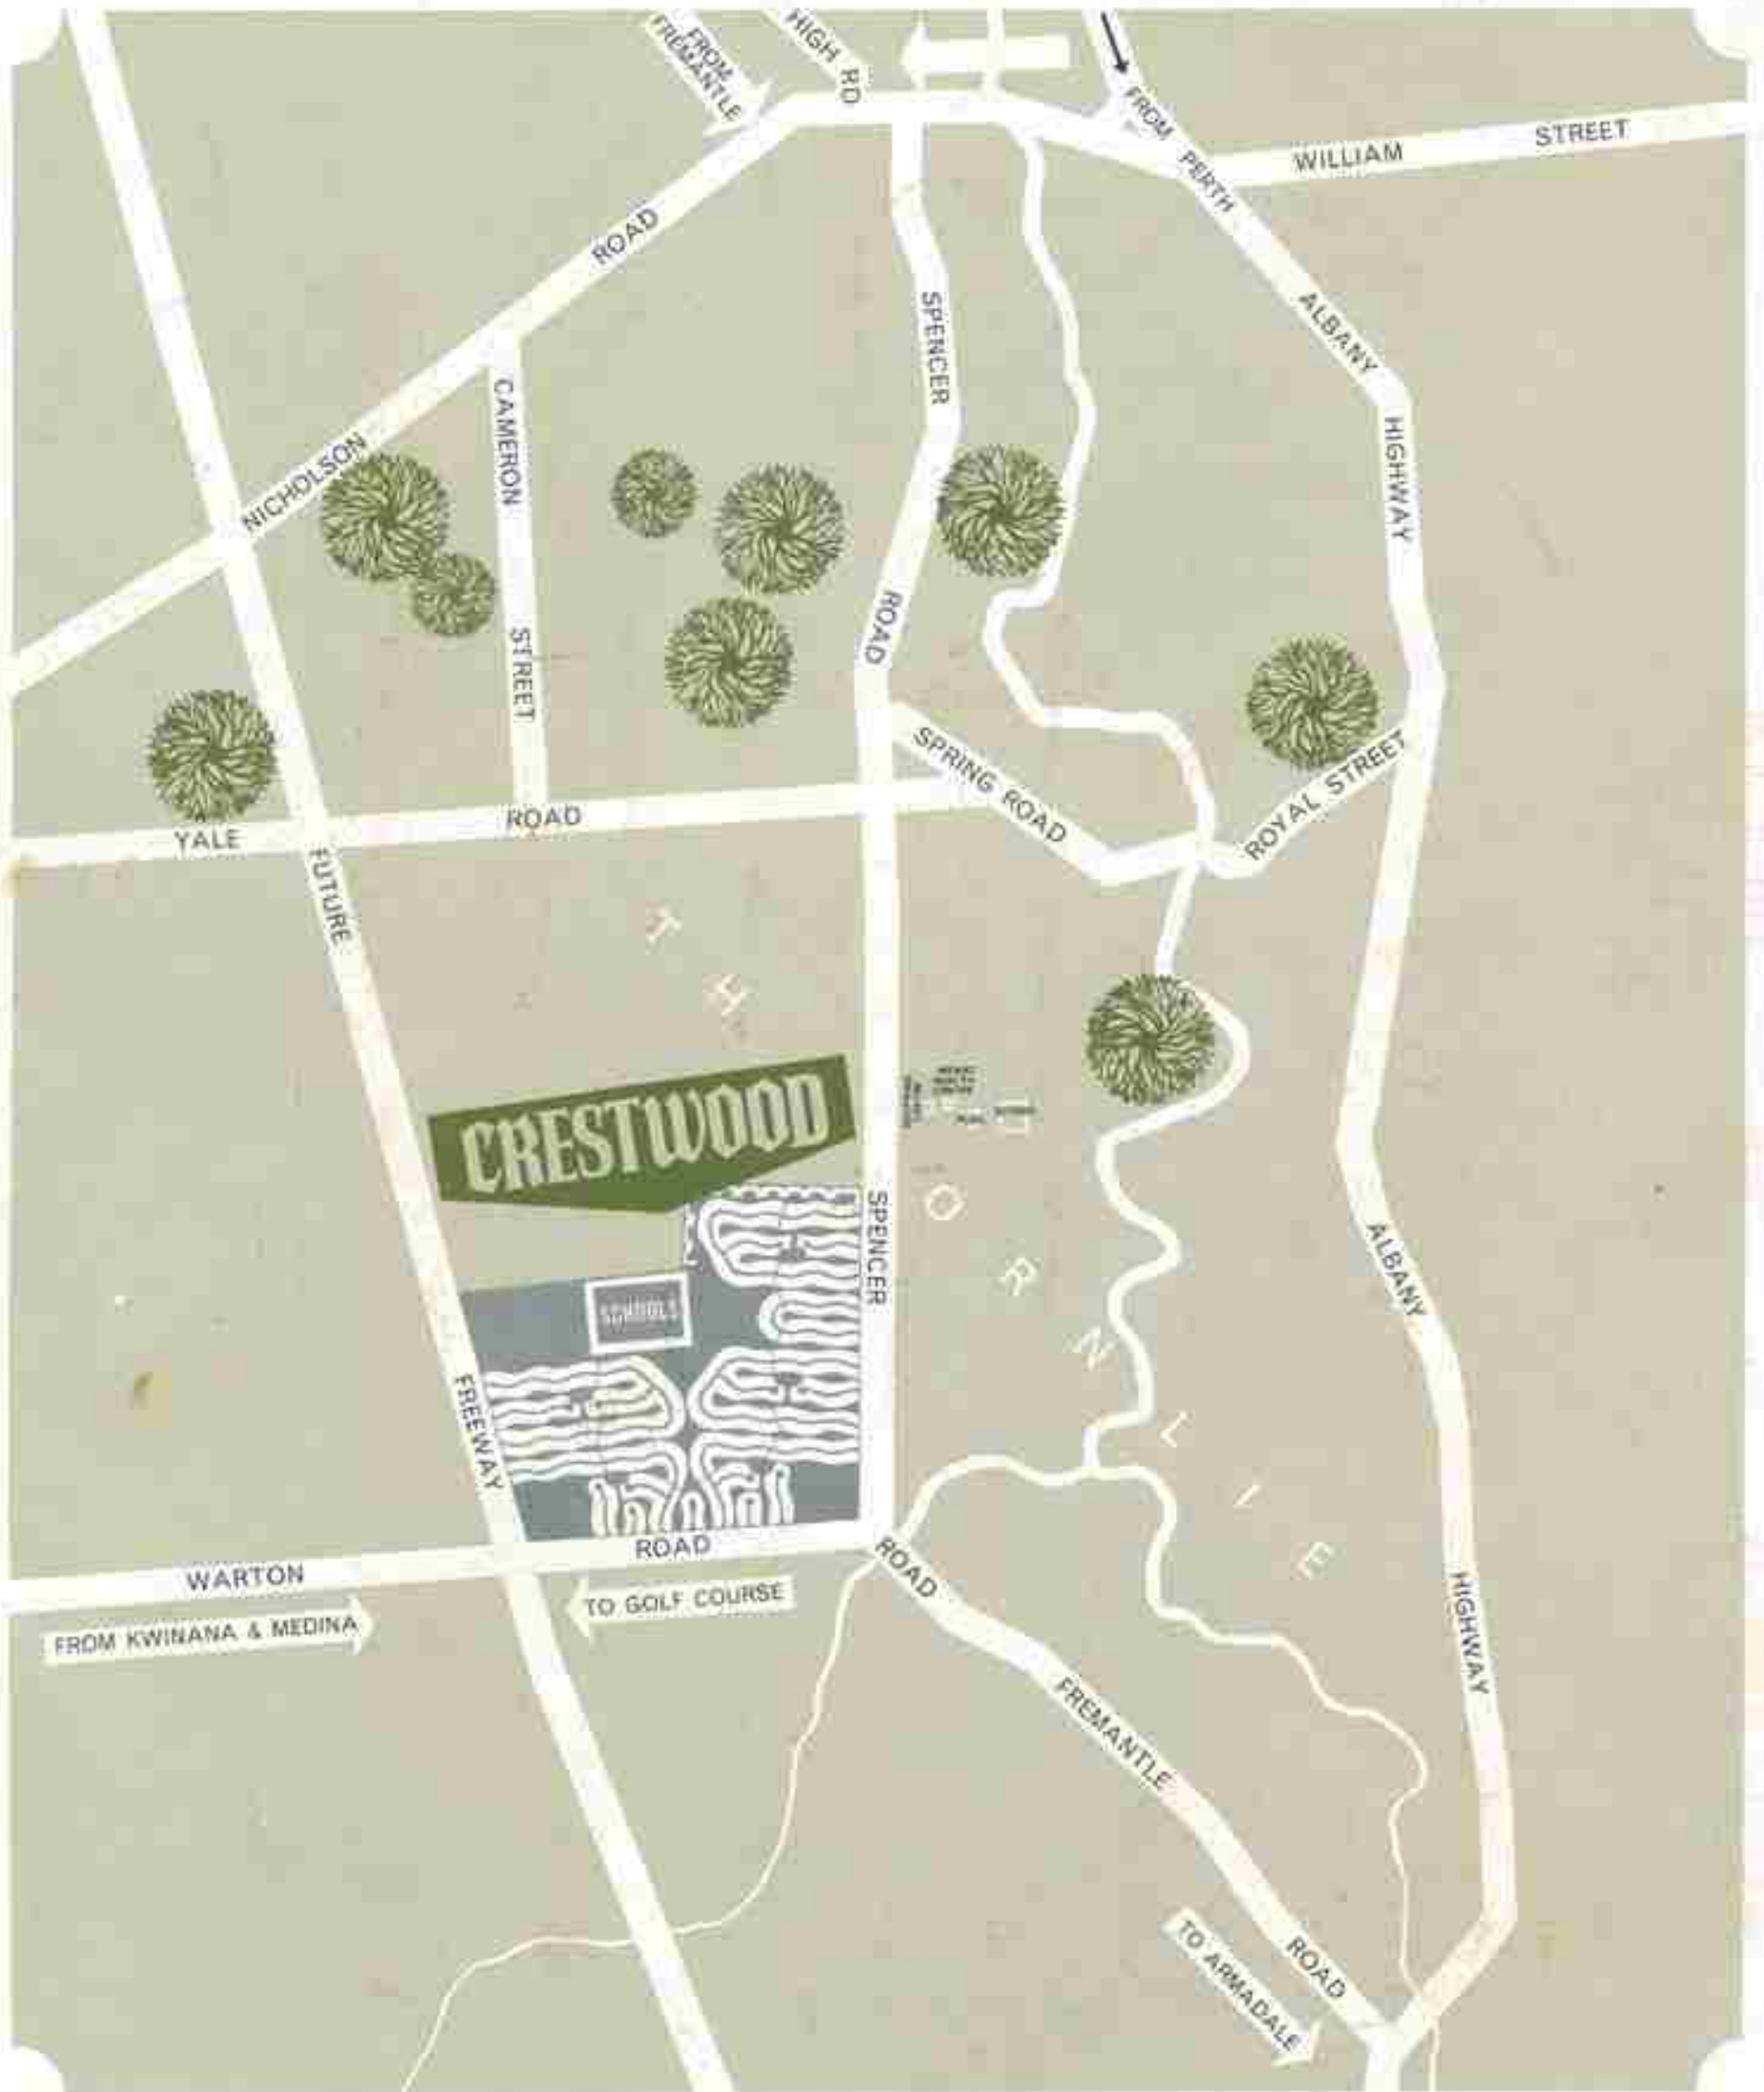 FROM
FREMANTLE
HIGH RD
FROM PERTH
WILLIAM STREET
NICHOLSON ROAD
SPENCER ROAD
ALBANY HIGHWAY
CAMERON STREET
SPRING ROAD
ROYAL STREET
YALE ROAD
FUTURE FREEWAY
THORNLIE
CRESTWOOD
SCHOOLS
SPENCER ROAD
ALBANY HIGHWAY
WARTON ROAD
FROM KWINANA & MEDINA
TO GOLF COURSE
FREMANTLE ROAD
TO ARMADALE